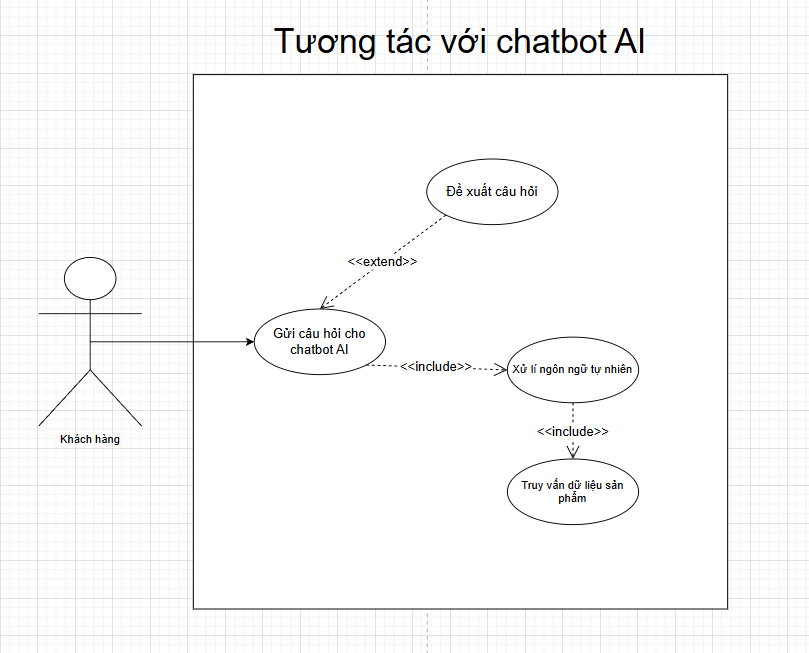 Tương tác với chatbot AI
Đề xuất câu hỏi
<<extend>>
Gửi câu hỏi cho
chatbot AI
<<include>>
Xử lí ngôn ngữ tự nhiên
<<include>>
Khách hàng
Truy vấn dữ liệu sản
phẩm